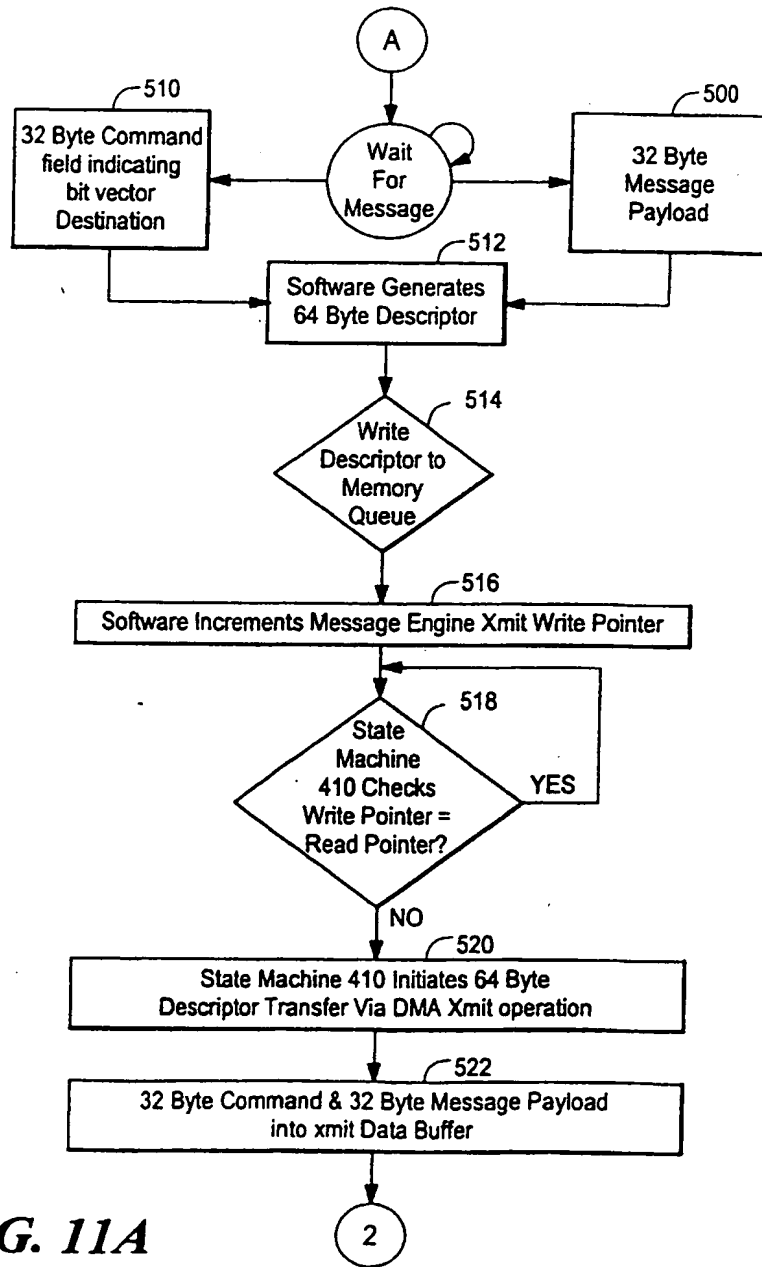 A
510
32 Byte Command
field indicating
bit vector
Destination
Wait
For
Message
500
32 Byte
Message
Payload
512
Software Generates
64 Byte Descriptor
514
Write
Descriptor to
Memory
Queue
516
Software Increments Message Engine Xmit Write Pointer
518
State
Machine
410 Checks
Write Pointer =
Read Pointer?
YES
NO
520
State Machine 410 Initiates 64 Byte
Descriptor Transfer Via DMA Xmit operation
522
32 Byte Command & 32 Byte Message Payload
into xmit Data Buffer
2
G. 11A